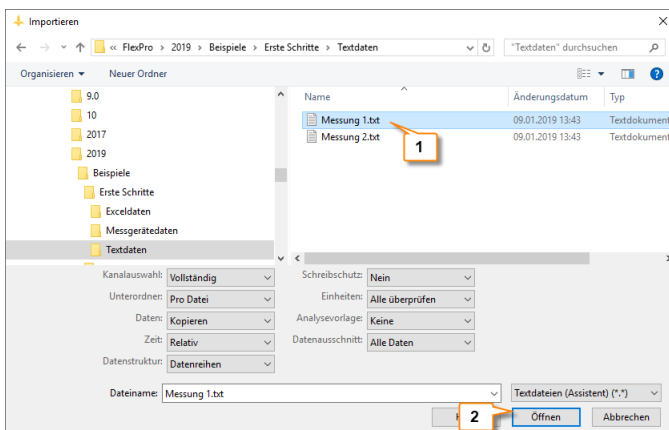 Importieren
« FlexPro > 2019 > Beispiele > Erste Schritte > Textdaten
"Textdaten" durchsuchen
Organisieren
Neuer Ordner
9.0
10
2017
2019
Beispiele
Erste Schritte
Exceldaten
Messgerätedaten
Textdaten
Name Änderungsdatum Typ
Messung 1.txt 09.01.2019 13:43 Textdokument
Messung 2.txt 09.01.2019 13:43 Textdokument
1
Kanalauswahl: Vollständig
Unterordner: Pro Datei
Daten: Kopieren
Zeit: Relativ
Datenstruktur: Datenreihen
Schreibschutz: Nein
Einheiten: Alle überprüfen
Analysevorlage: Keine
Datenausschnitt: Alle Daten
Dateiname: Messung 1.txt
Textdateien (Assistent) (*.*)
2
Öffnen
Abbrechen